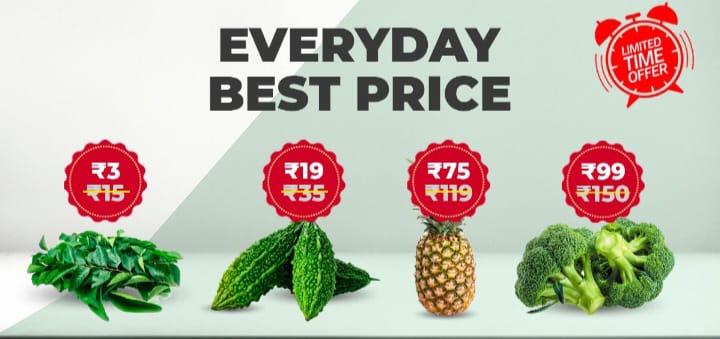 EVERYDAY
BEST PRICE
LIMITED
TIME
OFFER
₹3
₹15
₹19
₹35
₹75
₹119
₹99
₹150